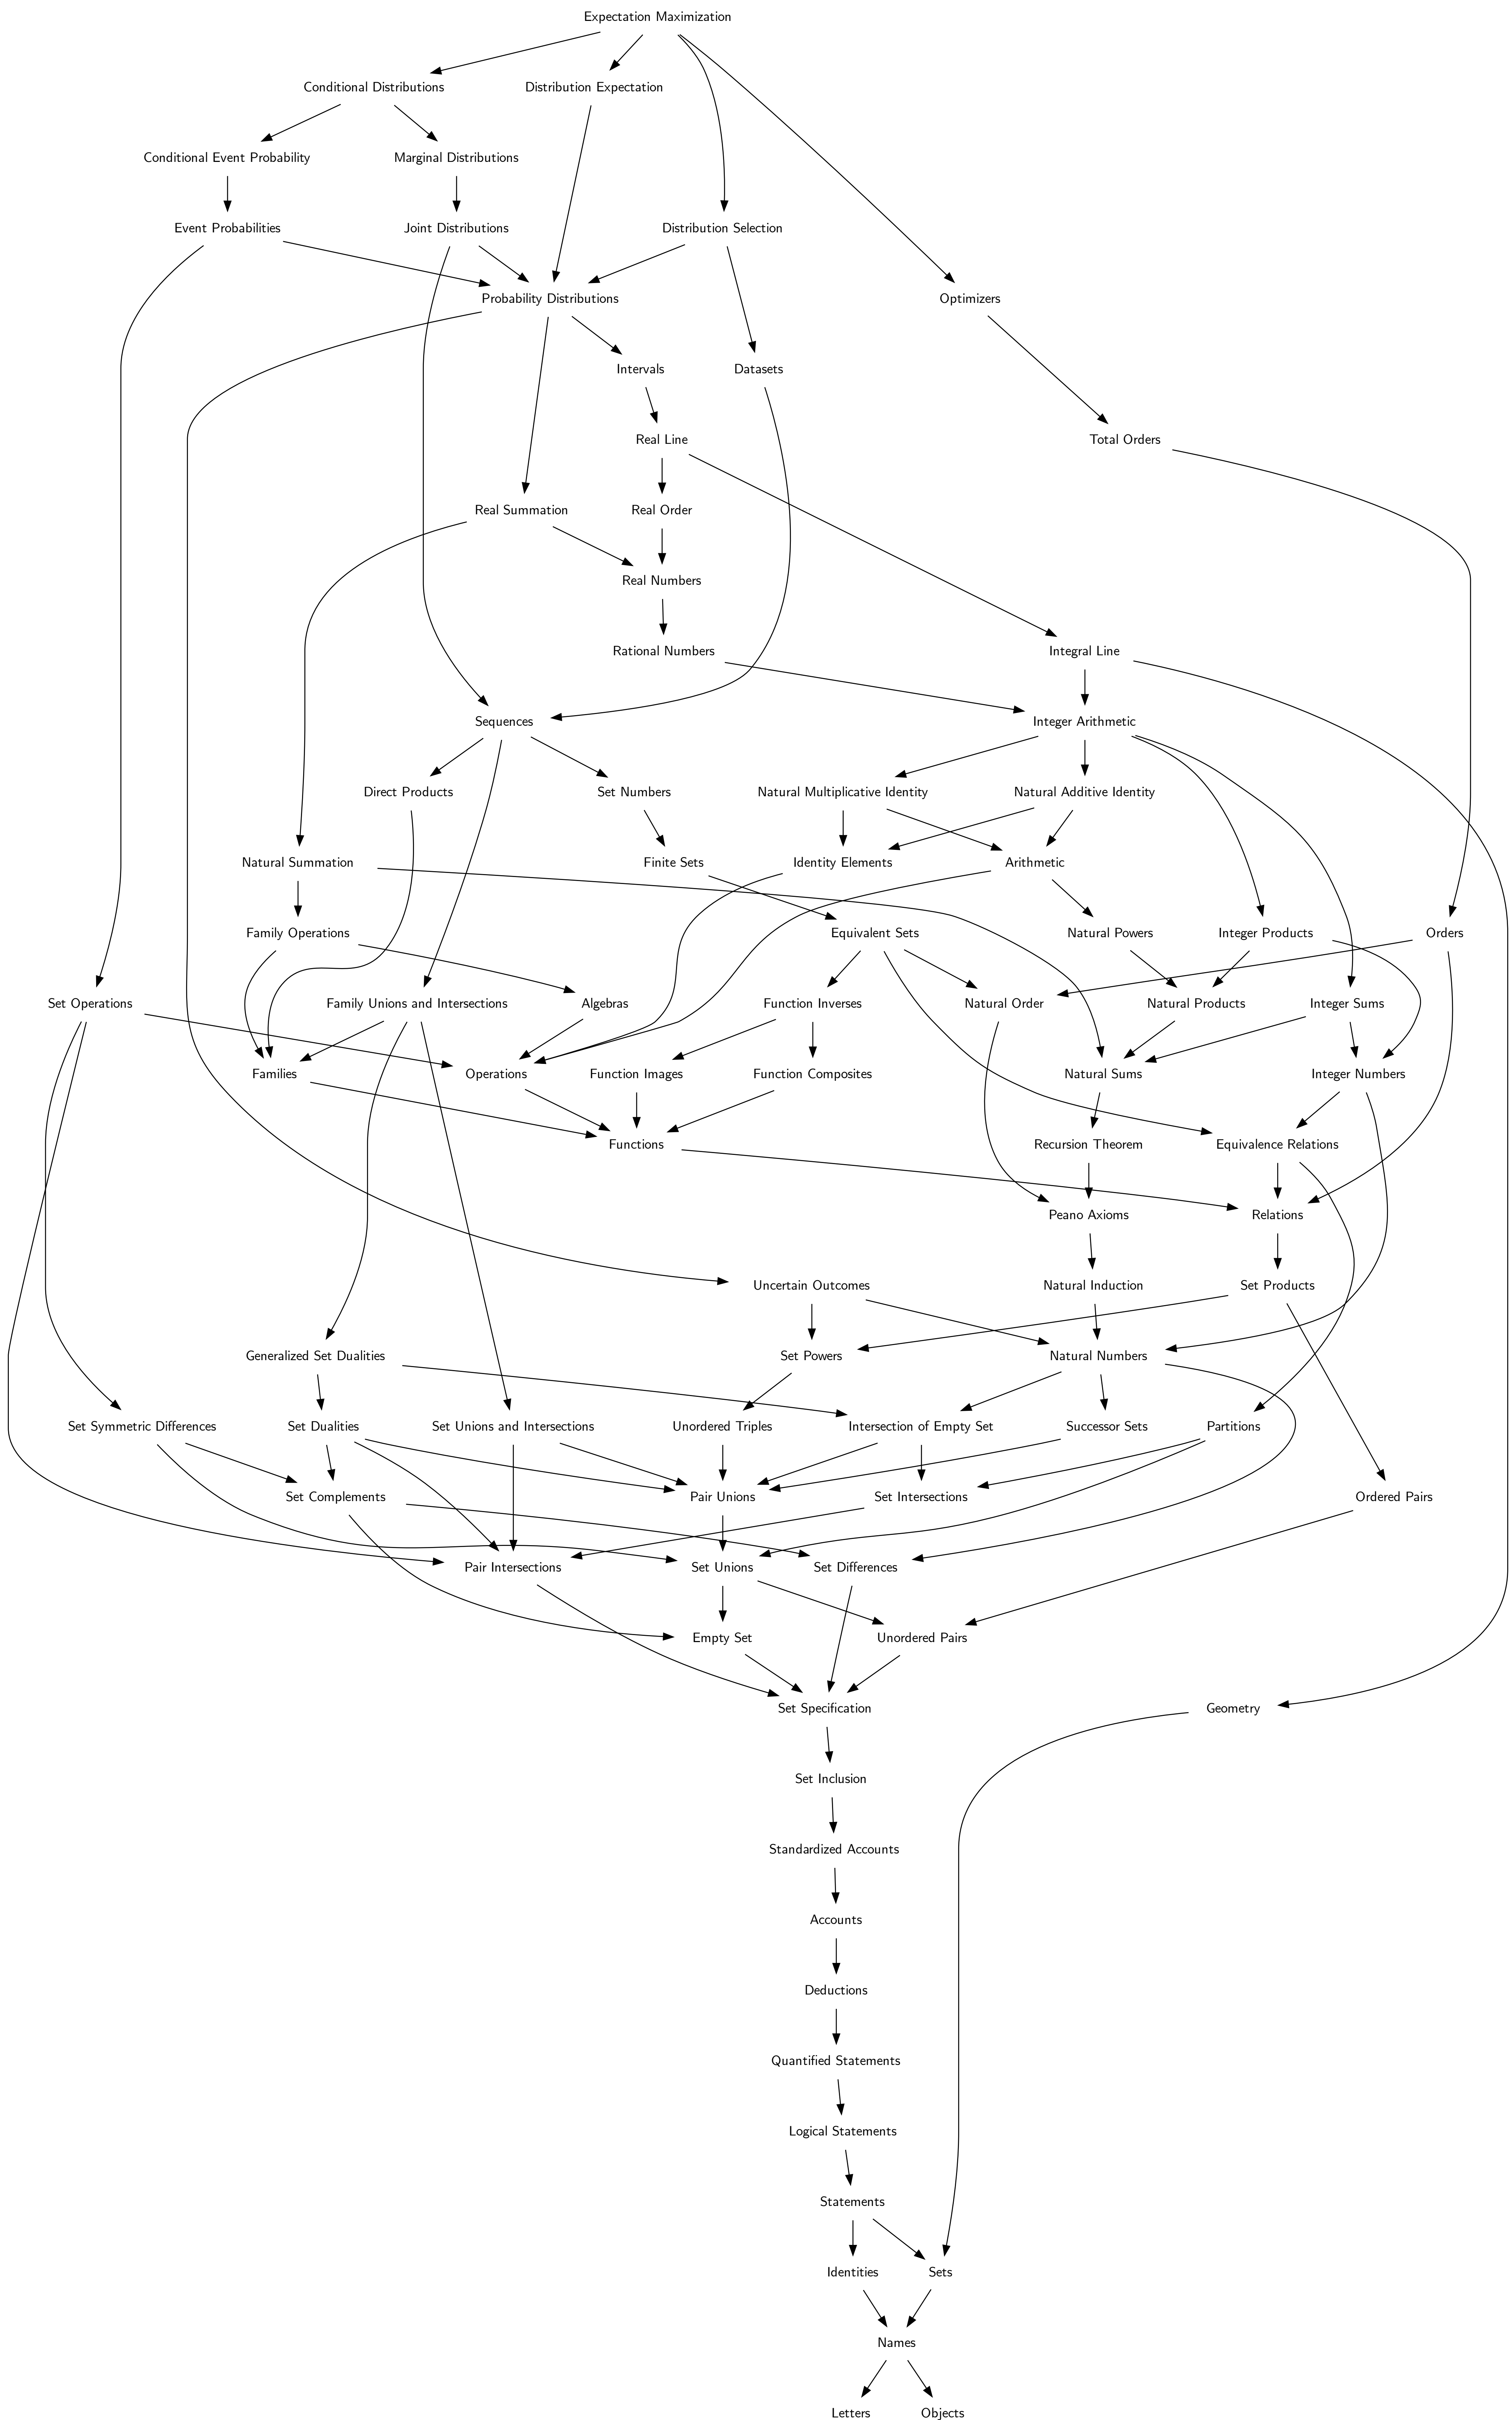 Expectation Maximization
Conditional Distributions
Distribution Expectation
Conditional Event Probability
Marginal Distributions
Event Probabilities
Joint Distributions
Distribution Selection
Probability Distributions
Optimizers
Intervals
Datasets
Real Line
Total Orders
Real Summation
Real Order
Real Numbers
Rational Numbers
Integral Line
Sequences
Integer Arithmetic
Direct Products
Set Numbers
Natural Multiplicative Identity
Natural Additive Identity
Natural Summation
Finite Sets
Identity Elements
Arithmetic
Family Operations
Equivalent Sets
Natural Powers
Integer Products
Orders
Set Operations
Family Unions and Intersections
Algebras
Function Inverses
Natural Order
Natural Products
Integer Sums
Families
Operations
Function Images
Function Composites
Natural Sums
Integer Numbers
Functions
Recursion Theorem
Equivalence Relations
Peano Axioms
Relations
Uncertain Outcomes
Natural Induction
Set Products
Generalized Set Dualities
Set Powers
Natural Numbers
Set Symmetric Differences
Set Dualities
Set Unions and Intersections
Unordered Triples
Intersection of Empty Set
Successor Sets
Partitions
Set Complements
Pair Unions
Set Intersections
Ordered Pairs
Pair Intersections
Set Unions
Set Differences
Empty Set
Unordered Pairs
Set Specification
Geometry
Set Inclusion
Standardized Accounts
Accounts
Deductions
Quantified Statements
Logical Statements
Statements
Identities
Sets
Names
Letters
Objects